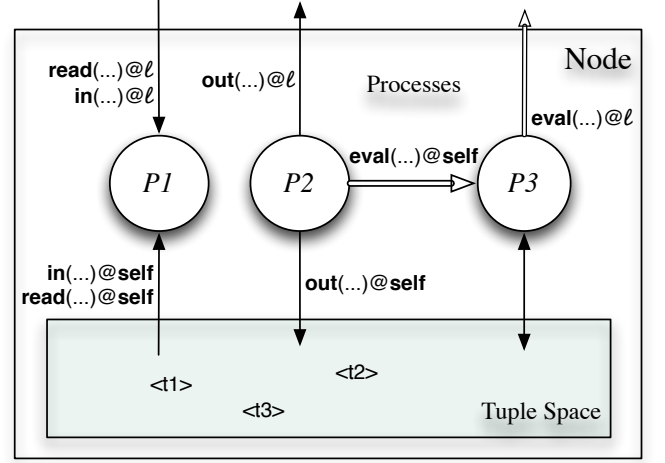 Node
read(...)@ℓ
in(...)@ℓ
out(...)@ℓ
Processes
eval(...)@ℓ
eval(...)@self
P1
P2
P3
in(...)@self
read(...)@self
out(...)@self
<t1>
<t2>
<t3>
Tuple Space